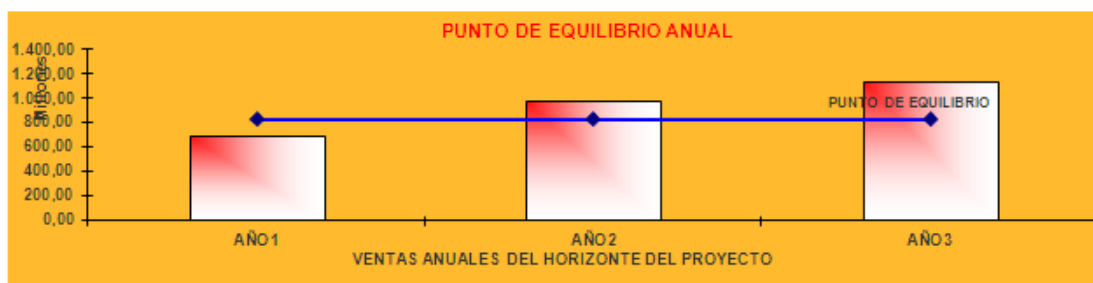 PUNTO DE EQUILIBRIO ANUAL
Millones
1.400,00
1.200,00
1.000,00
800,00
600,00
400,00
200,00
0,00
PUNTO DE EQUILIBRIO
AÑO1 AÑO2 AÑO3
VENTAS ANUALES DEL HORIZONTE DEL PROYECTO